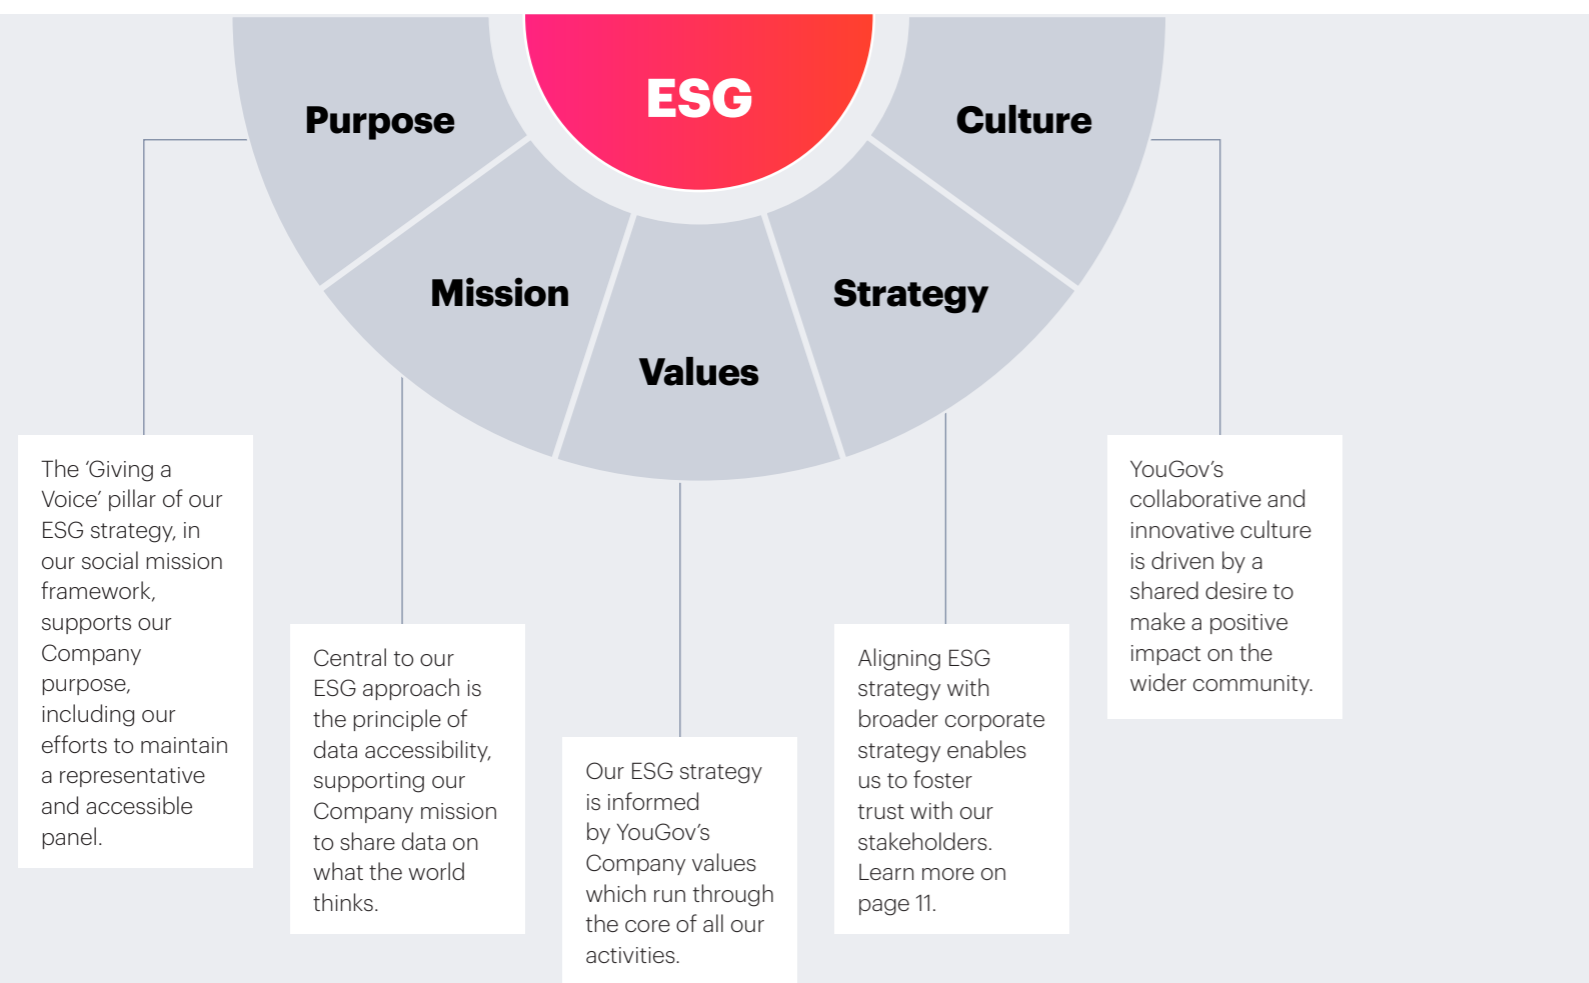 ESG
Purpose
Mission
Values
Strategy
Culture
The ‘Giving a
Voice’ pillar of our
ESG strategy, in
our social mission
framework,
supports our
Company
purpose,
including our
efforts to maintain
a representative
and accessible
panel.
Central to our
ESG approach is
the principle of
data accessibility,
supporting our
Company mission
to share data on
what the world
thinks.
Our ESG strategy
is informed
by YouGov’s
Company values
which run through
the core of all our
activities.
Aligning ESG
strategy with
broader corporate
strategy enables
us to foster
trust with our
stakeholders.
Learn more on
page 11.
YouGov’s
collaborative and
innovative culture
is driven by a
shared desire to
make a positive
impact on the
wider community.